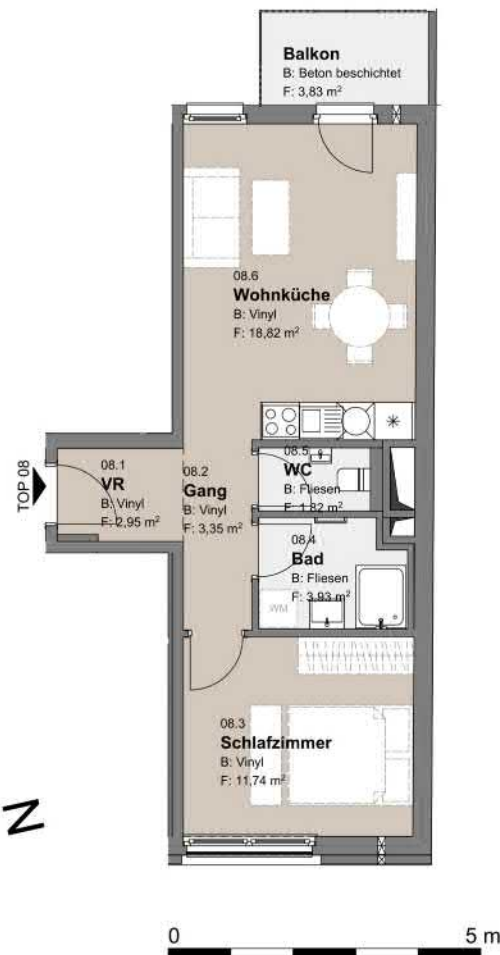 Balkon
B: Beton beschichtet
F: 3,83 m²
08.6
Wohnküche
B: Vinyl
F: 18,82 m²
TOP 08
08.1
VR
B: Vinyl
F: 2,95 m²
08.2
Gang
B: Vinyl
F: 3,35 m²
08.5
WC
B: Fliesen
F: 1,82 m²
08.4
Bad
B: Fliesen
F: 3,93 m²
WM
08.3
Schlafzimmer
B: Vinyl
F: 11,74 m²
N
0 5 m